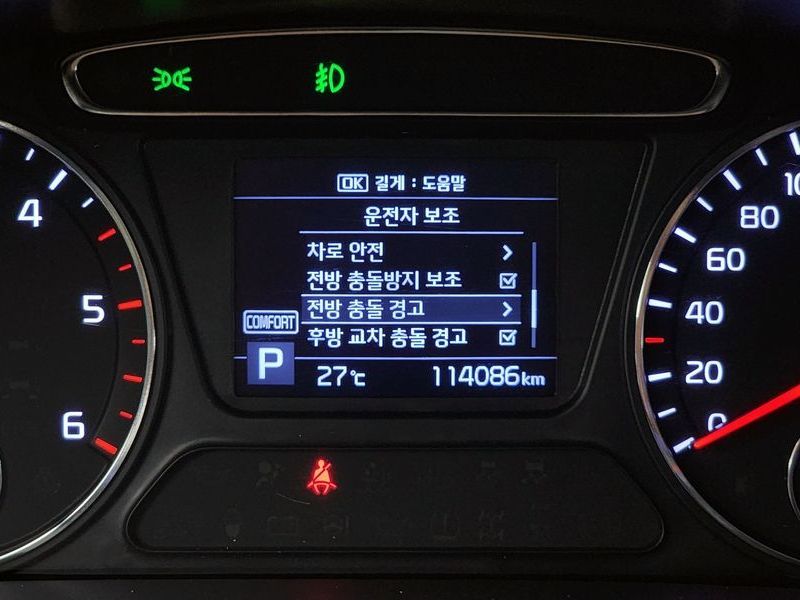 OK 길게 : 도움말
운전자 보조
차로 안전
전방 충돌방지 보조
전방 충돌 경고
후방 교차 충돌 경고
COMFORT
P
27℃ 114086km
4
5
6
80
60
40
20
0